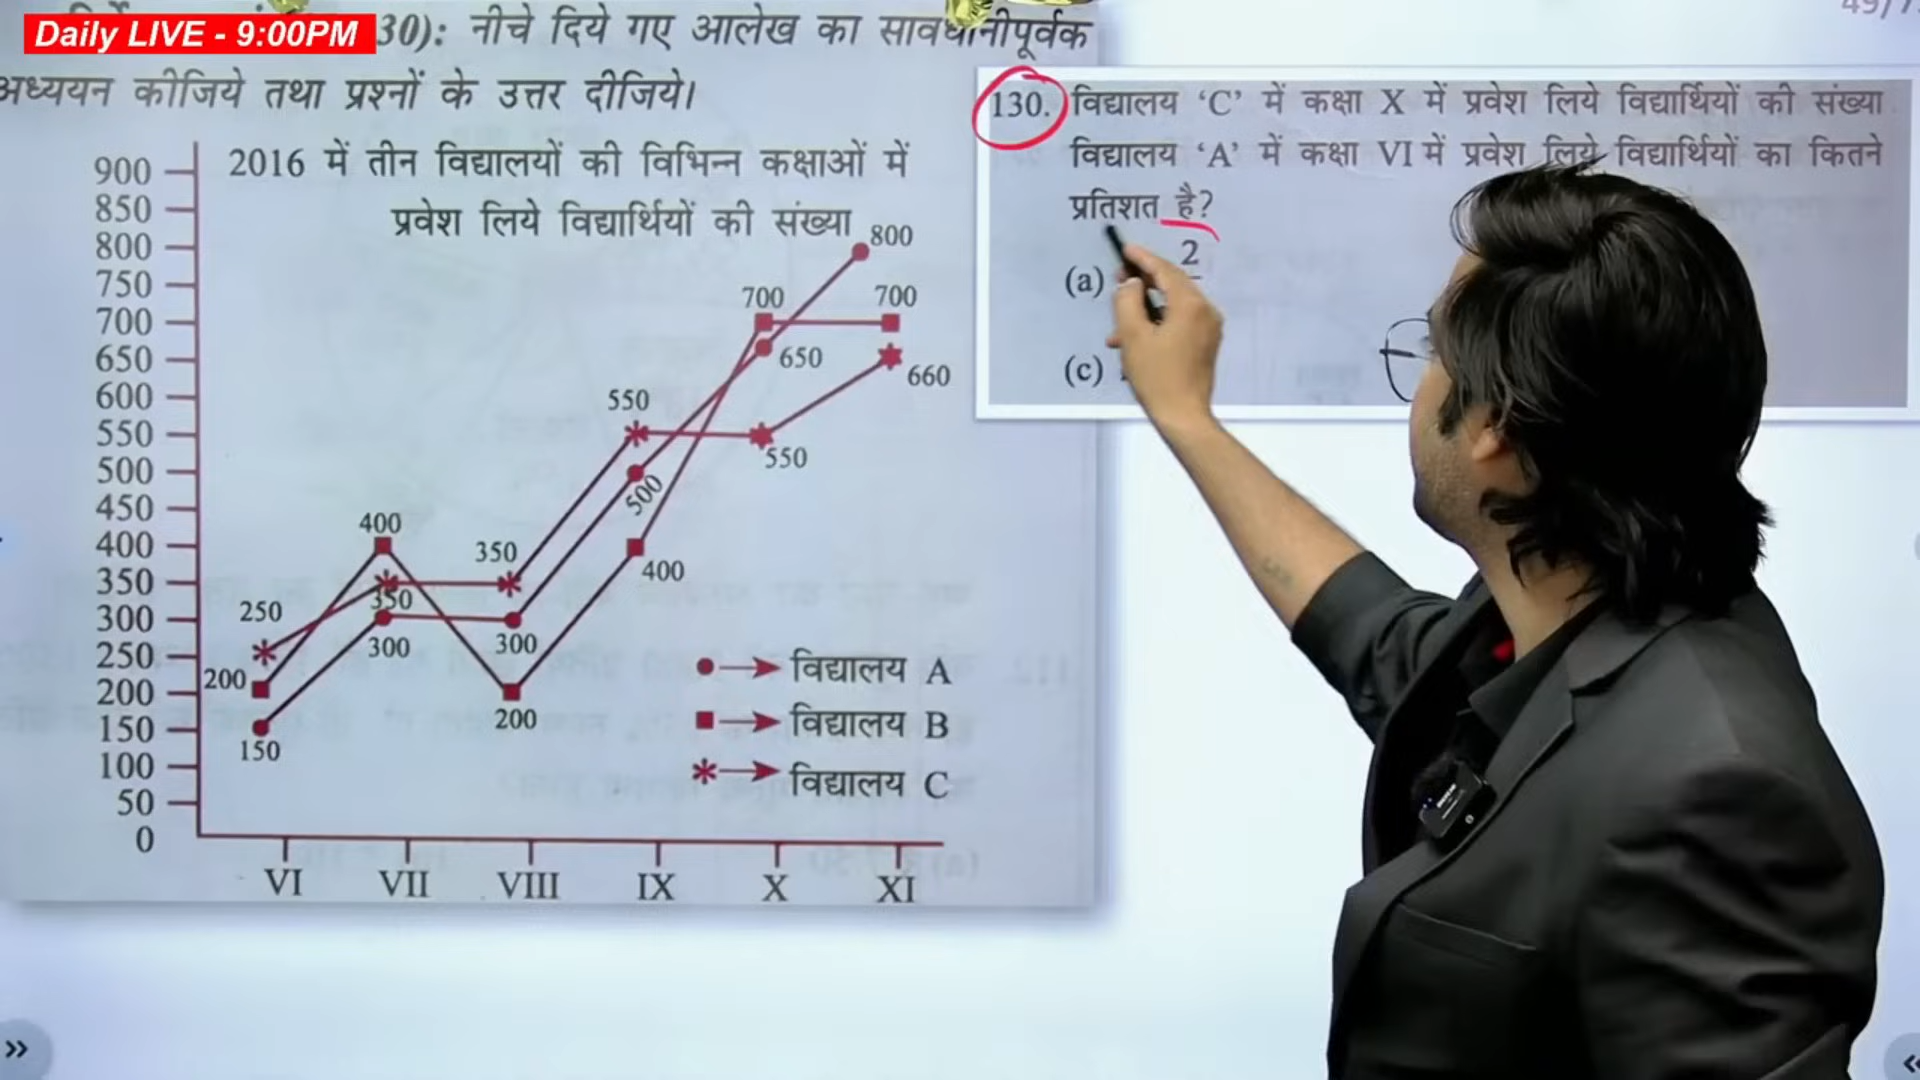 Daily LIVE - 9:00PM
30): नीचे दिये गए आलेख का सावधानीपूर्वक
अध्ययन कीजिये तथा प्रश्नों के उत्तर दीजिये।
2016 में तीन विद्यालयों की विभिन्न कक्षाओं में
प्रवेश लिये विद्यार्थियों की संख्या
900
850
800
750
700
650
600
550
500
450
400
350
300
250
200
150
100
50
0
800
700
700
650
660
550
550
500
400
400
350
350
300
300
250
200
200
150
विद्यालय A
विद्यालय B
विद्यालय C
VI VII VIII IX X XI
49/7
130. विद्यालय ‘C’ में कक्षा X में प्रवेश लिये विद्यार्थियों की संख्या
विद्यालय ‘A’ में कक्षा VI में प्रवेश लिये विद्यार्थियों का कितने
प्रतिशत है?
(a) 2
(c)
»
«